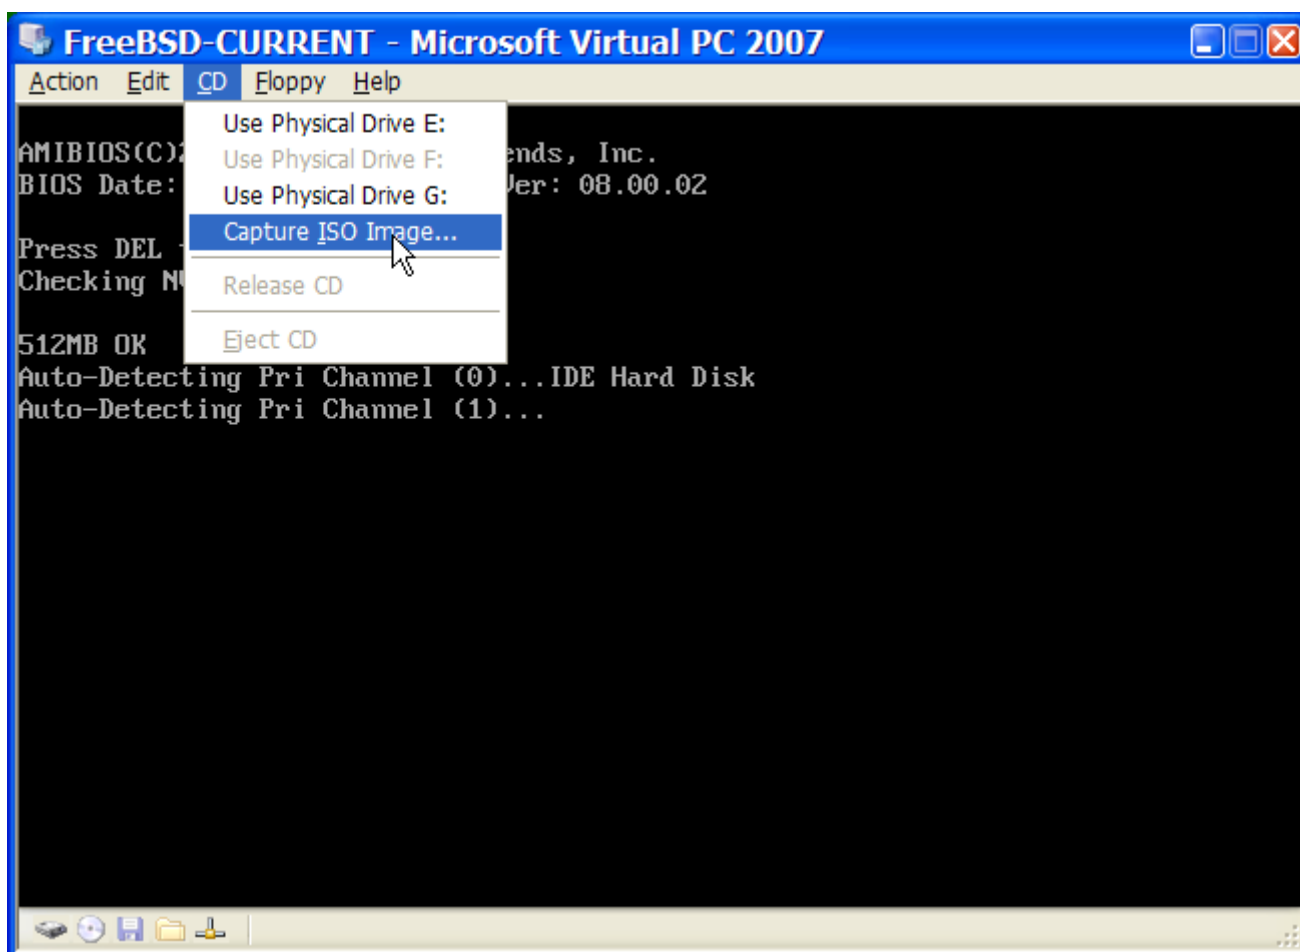 FreeBSD-CURRENT - Microsoft Virtual PC 2007
Action Edit CD Floppy Help
Use Physical Drive E:
Use Physical Drive F:
Use Physical Drive G:
Capture ISO Image...
Release CD
Eject CD
AMIBIOS(C) , Inc.
BIOS Date: 08.00.02
Press DEL
Checking
512MB OK
Auto-Detecting Pri Channel (0)...IDE Hard Disk
Auto-Detecting Pri Channel (1)...